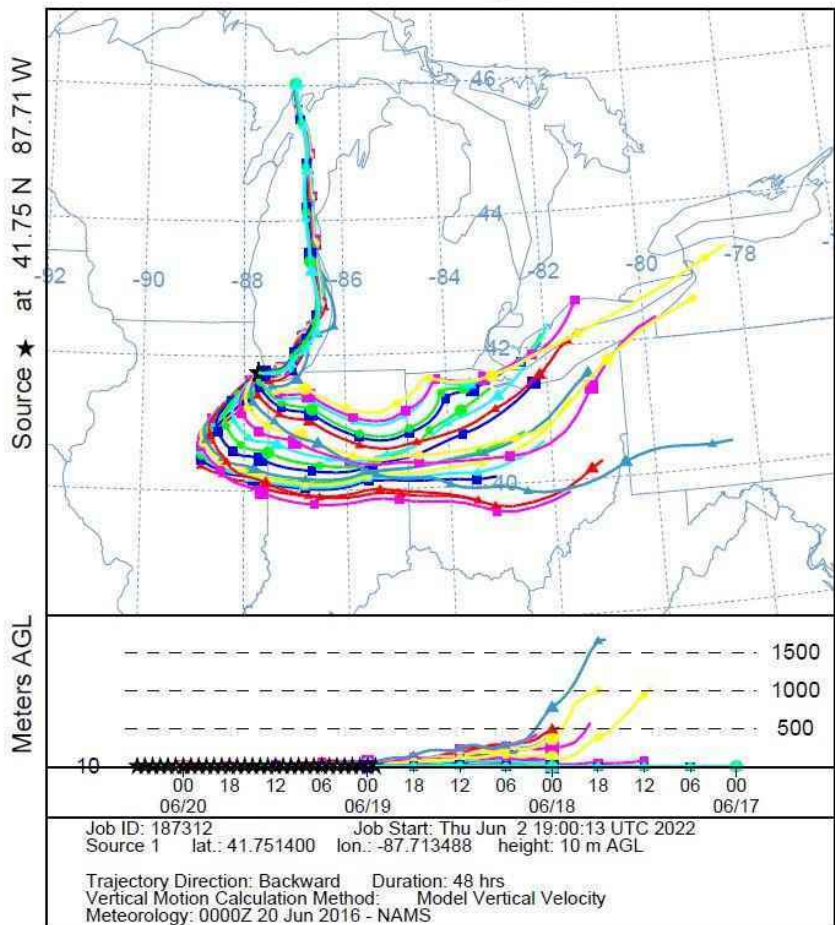 Source ★ at 41.75 N 87.71 W
46
44
-92 -90 -88 -86 -84 -82 -80 -78
42
40
Meters AGL
1500
1000
500
10
00 18 12 06 00 18 12 06 00 18 12 06 00
06/20 06/19 06/18 06/17
Job ID: 187312 Job Start: Thu Jun 2 19:00:13 UTC 2022
Source 1 lat.: 41.751400 lon.: -87.713488 height: 10 m AGL
Trajectory Direction: Backward Duration: 48 hrs
Vertical Motion Calculation Method: Model Vertical Velocity
Meteorology: 0000Z 20 Jun 2016 - NAMS